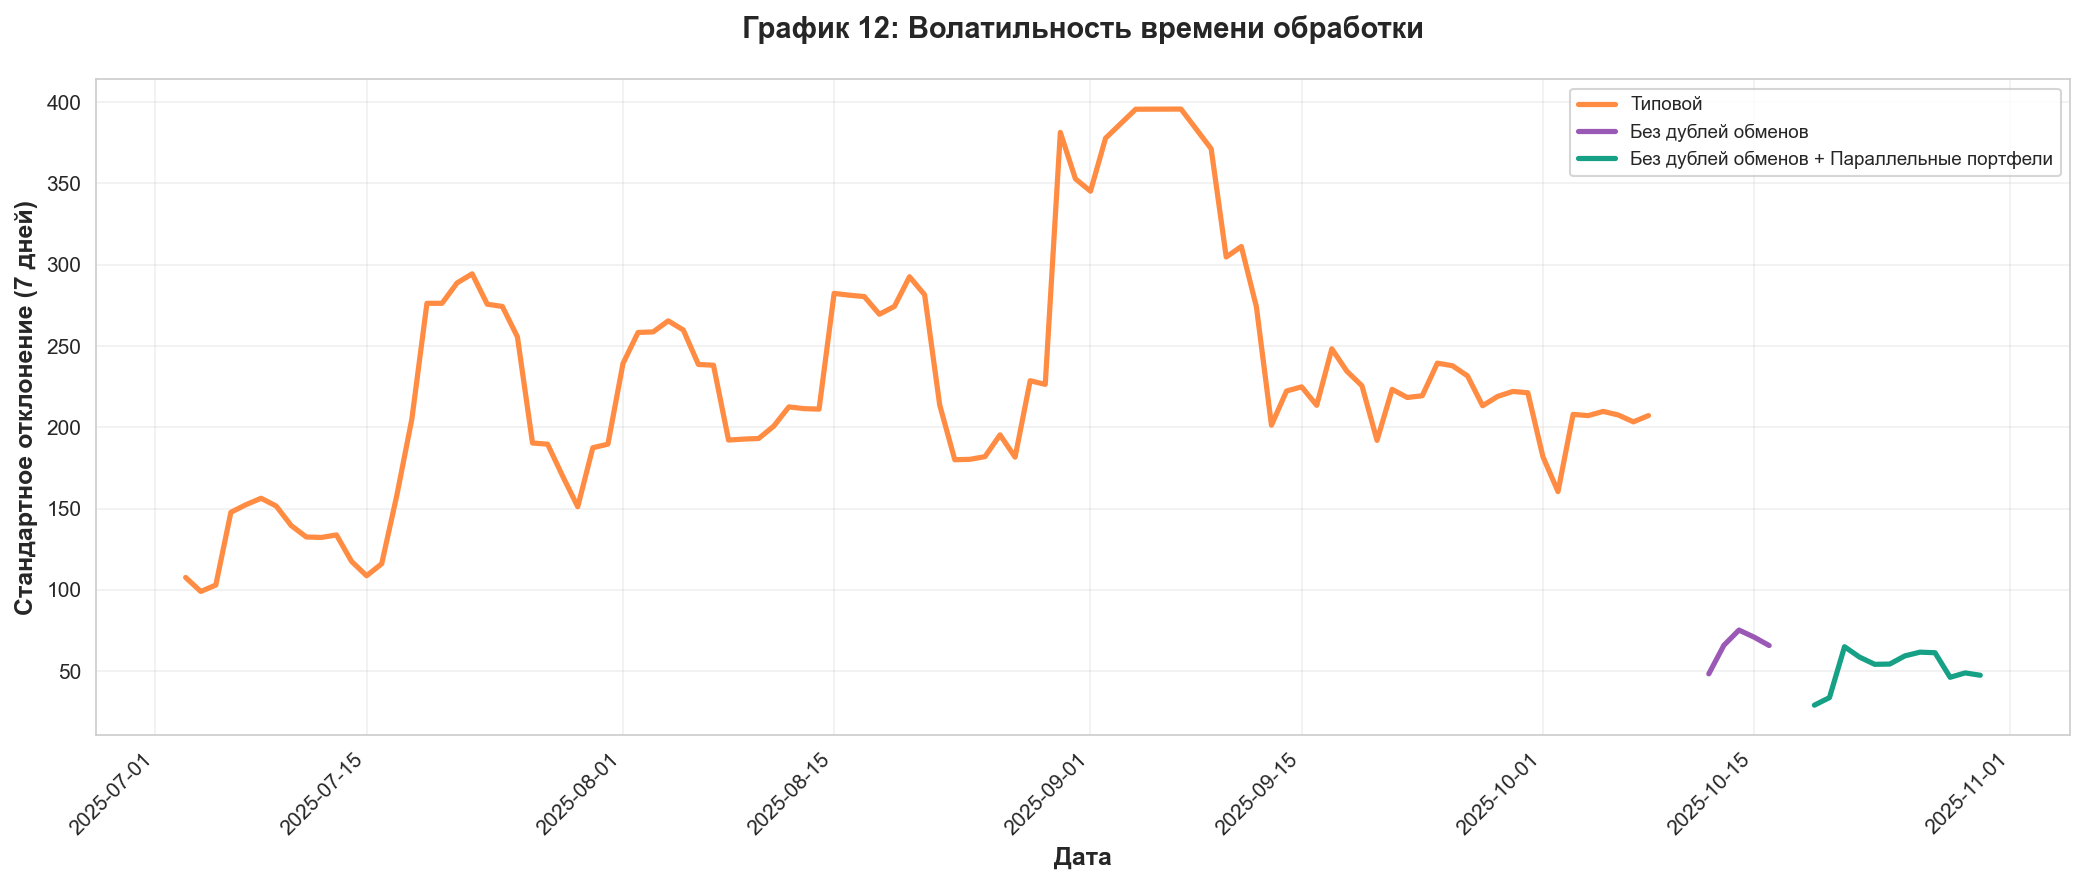 График 12: Волатильность времени обработки
Типовой
Без дублей обменов
Без дублей обменов + Параллельные портфели
Стандартное отклонение (7 дней)
400
350
300
250
200
150
100
50
2025-07-01
2025-07-15
2025-08-01
2025-08-15
2025-09-01
2025-09-15
2025-10-01
2025-10-15
2025-11-01
Дата